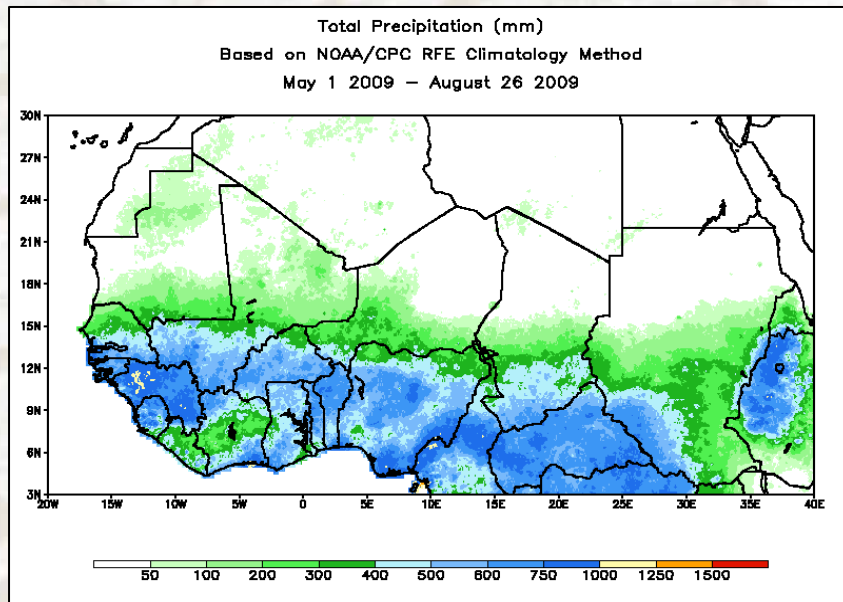 Total Precipitation (mm)
Based on NOAA/CPC RFE Climatology Method
May 1 2009 – August 26 2009
30N
27N
24N
21N
18N
15N
12N
9N
6N
3N
20W 15W 10W 5W 0 5E 10E 15E 20E 25E 30E 35E 40E
50 100 200 300 400 500 600 750 1000 1250 1500